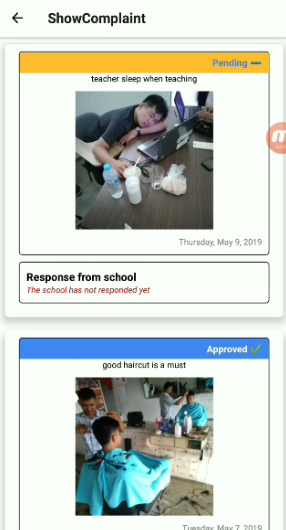 ShowComplaint
Pending
teacher sleep when teaching
Thursday, May 9, 2019
Response from school
The school has not responded yet
Approved
good haircut is a must
Tuesday, May 7, 2019